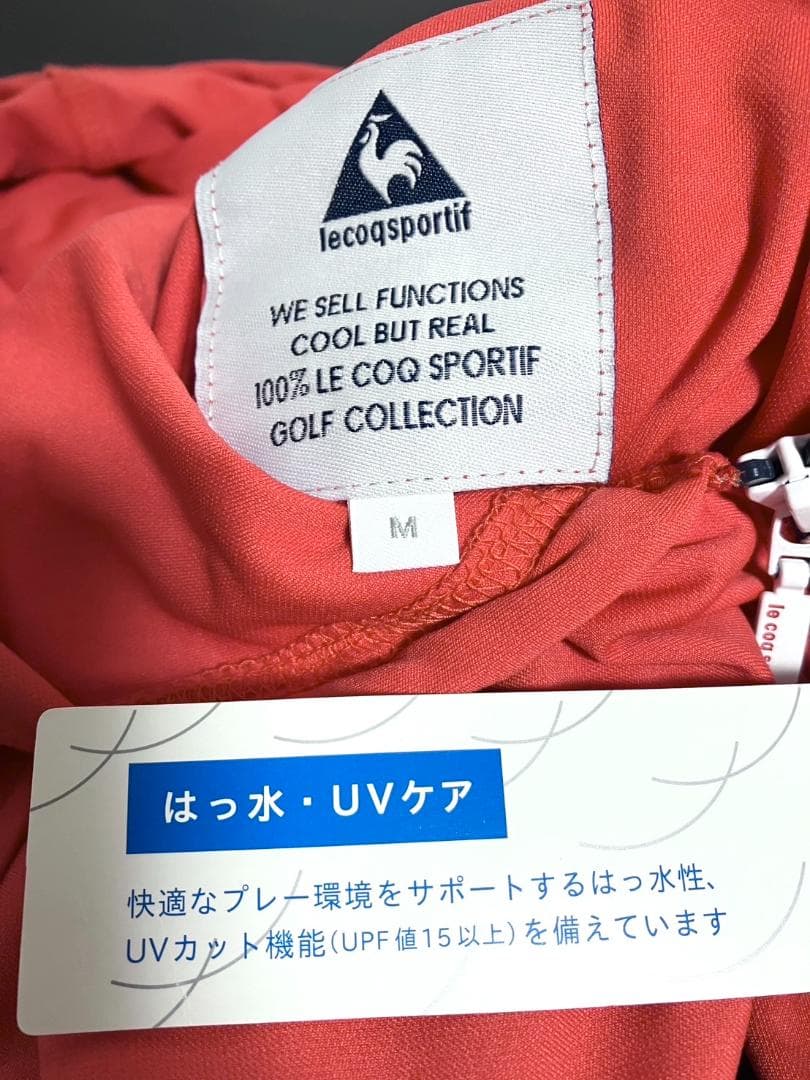 lecoqsportif
WE SELL FUNCTIONS
COOL BUT REAL
100% LE COQ SPORTIF
GOLF COLLECTION
M
le coq
はっ水・UVケア
快適なプレー環境をサポートするはっ水性、
UVカット機能(UPF値15以上)を備えています